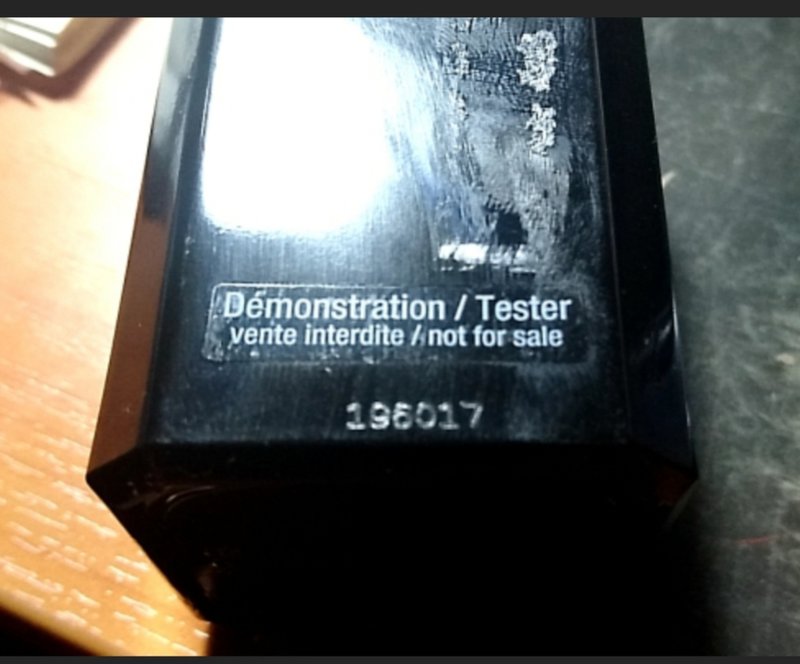 Démonstration / Tester
vente interdite / not for sale
196017